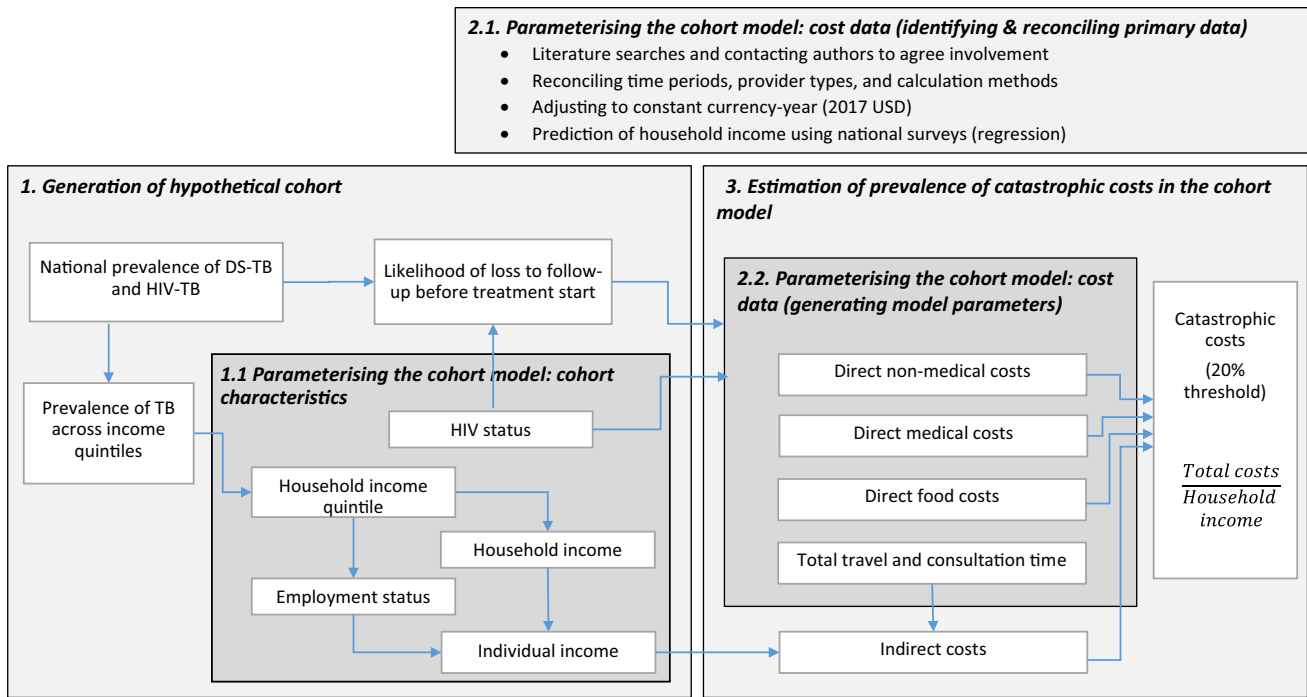 2.1. Parameterising the cohort model: cost data (identifying & reconciling primary data)
• Literature searches and contacting authors to agree involvement
• Reconciling time periods, provider types, and calculation methods
• Adjusting to constant currency-year (2017 USD)
• Prediction of household income using national surveys (regression)
1. Generation of hypothetical cohort
National prevalence of DS-TB
and HIV-TB
Likelihood of loss to follow-
up before treatment start
Prevalence of TB
across income
quintiles
1.1 Parameterising the cohort model: cohort
characteristics
HIV status
Household income
quintile
Household income
Employment status
Individual income
3. Estimation of prevalence of catastrophic costs in the cohort
model
2.2. Parameterising the cohort model: cost
data (generating model parameters)
Direct non-medical costs
Direct medical costs
Direct food costs
Total travel and consultation time
Indirect costs
Catastrophic
costs
(20%
threshold)
Total costs
Household
income